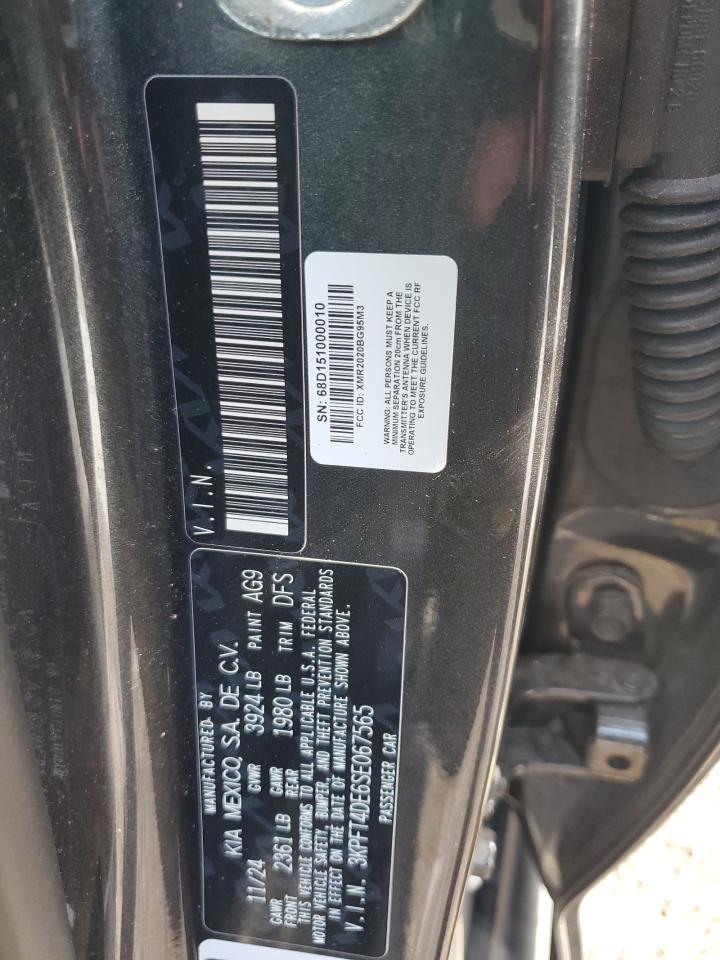 V.I.N.
SN: 68D151000010
FCC ID: XMR2020BG95M3
WARNING: ALL PERSONS MUST KEEP A
MINIMUM SEPARATION 20cm FROM THE
TRANSMITTER'S ANTENNA WHEN DEVICE IS
OPERATING TO MEET THE CURRENT FCC RF
EXPOSURE GUIDELINES.
MANUFACTURED BY
KIA MEXICO, S.A. DE C.V.
11/24 GVWR 3924 LB PAINT AG9
GAWR FRONT 2361 LB GAWR REAR 1980 LB TRIM DFS
THIS VEHICLE CONFORMS TO ALL APPLICABLE U.S.A. FEDERAL
MOTOR VEHICLE SAFETY, BUMPER, AND THEFT PREVENTION STANDARDS
IN EFFECT ON THE DATE OF MANUFACTURE SHOWN ABOVE.
V.I.N. 3KPFT4DE6SE067565
PASSENGER CAR